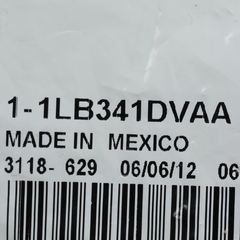 1-1LB341DVAA
MADE IN MEXICO
3118- 629 06/06/12 06